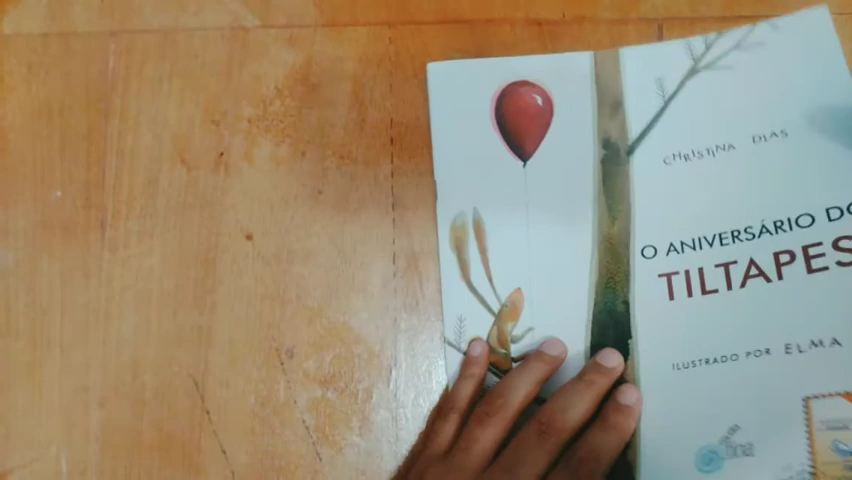 CHRISTINA DIAS
O ANIVERSÁRIO DO
TILTAPES
ILUSTRADO POR ELMA